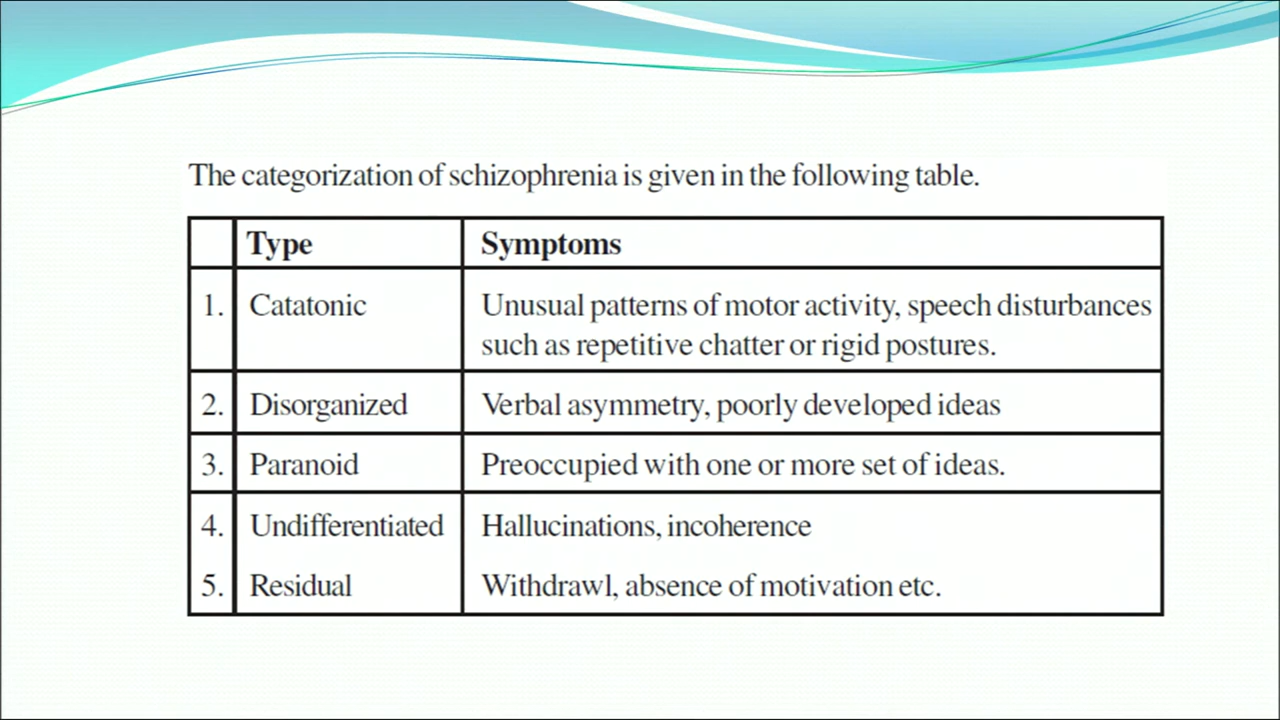 The categorization of schizophrenia is given in the following table.
Type Symptoms
1. Catatonic Unusual patterns of motor activity, speech disturbances
such as repetitive chatter or rigid postures.
2. Disorganized Verbal asymmetry, poorly developed ideas
3. Paranoid Preoccupied with one or more set of ideas.
4. Undifferentiated Hallucinations, incoherence
5. Residual Withdrawl, absence of motivation etc.